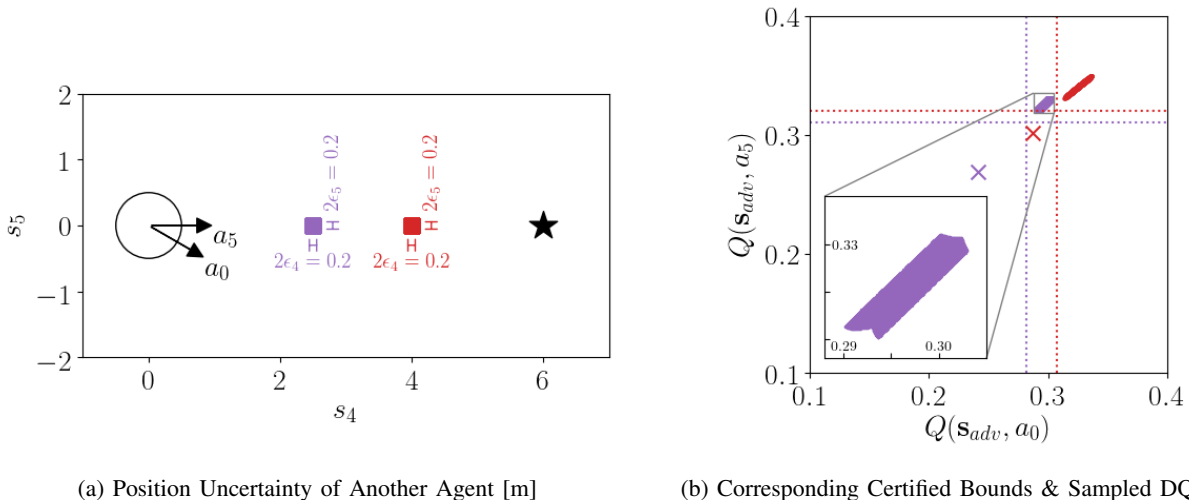 2
1
0
−1
−2
s₅
0
2
4
6
s₄
a₅
a₀
2ϵ₅ = 0.2
2ϵ₅ = 0.2
2ϵ₄ = 0.2
2ϵ₄ = 0.2
(a) Position Uncertainty of Another Agent [m]
0.4
0.3
0.2
0.1
Q(s_adv, a₅)
0.33
0.29
0.30
0.1
0.2
0.3
0.4
Q(s_adv, a₀)
(b) Corresponding Certified Bounds & Sampled DQ